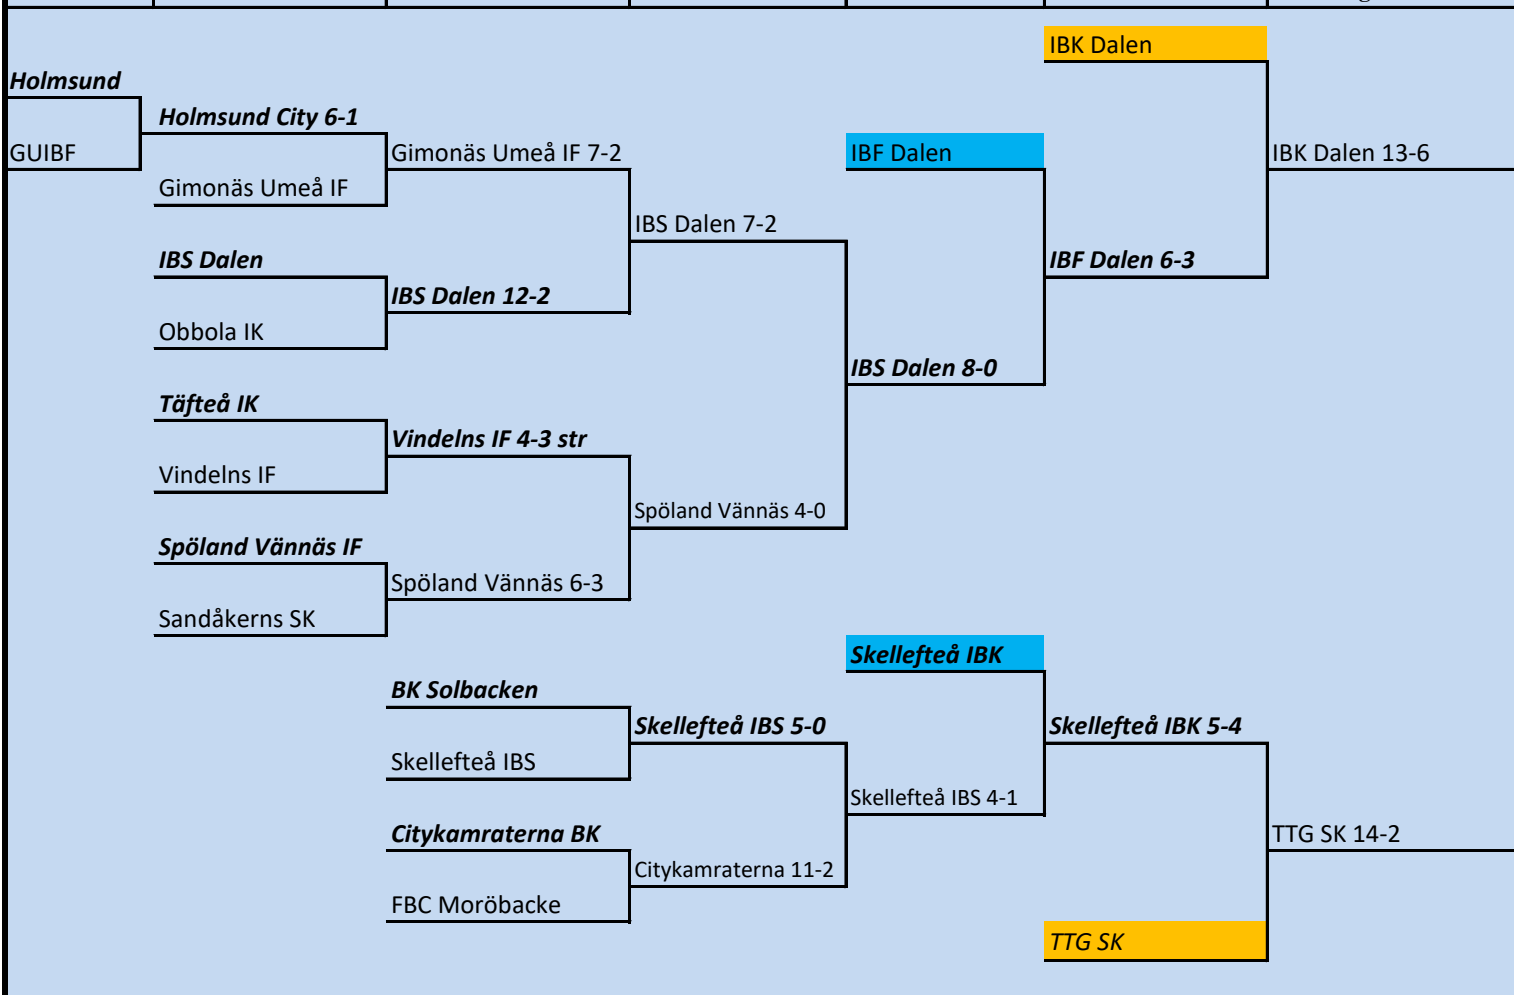 IBK Dalen
Holmsund
Holmsund City 6-1
GUIBF
Gimonäs Umeå IF 7-2
IBF Dalen
IBK Dalen 13-6
Gimonäs Umeå IF
IBS Dalen 7-2
IBS Dalen
IBF Dalen 6-3
IBS Dalen 12-2
Obbola IK
IBS Dalen 8-0
Täfteå IK
Vindelns IF 4-3 str
Vindelns IF
Spöland Vännäs 4-0
Spöland Vännäs IF
Spöland Vännäs 6-3
Sandåkerns SK
Skellefteå IBK
BK Solbacken
Skellefteå IBS 5-0
Skellefteå IBK 5-4
Skellefteå IBS
Skellefteå IBS 4-1
Citykamraterna BK
TTG SK 14-2
Citykamraterna 11-2
FBC Moröbacke
TTG SK